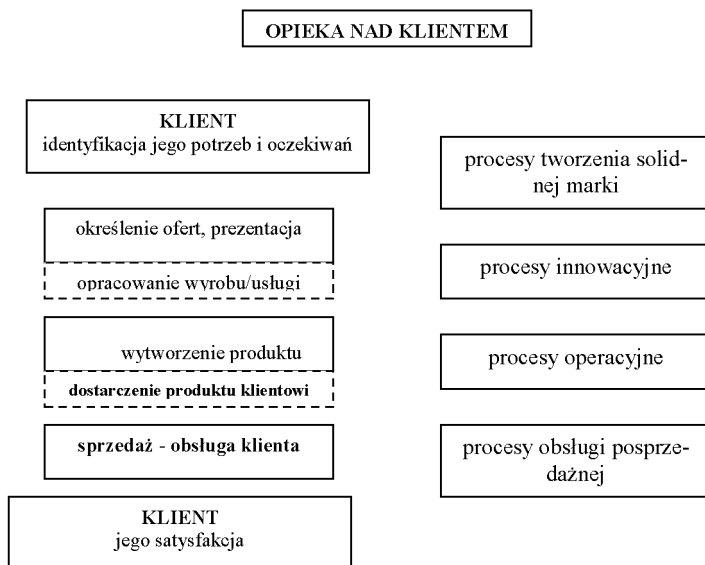 OPIEKA NAD KLIENTEM
KLIENT
identyfikacja jego potrzeb i oczekiwań
określenie ofert, prezentacja
opracowanie wyrobu/usługi
wytworzenie produktu
dostarczenie produktu klientowi
sprzedaż - obsługa klienta
KLIENT
jego satysfakcja
procesy tworzenia solid-
nej marki
procesy innowacyjne
procesy operacyjne
procesy obsługi posprze-
dażnej